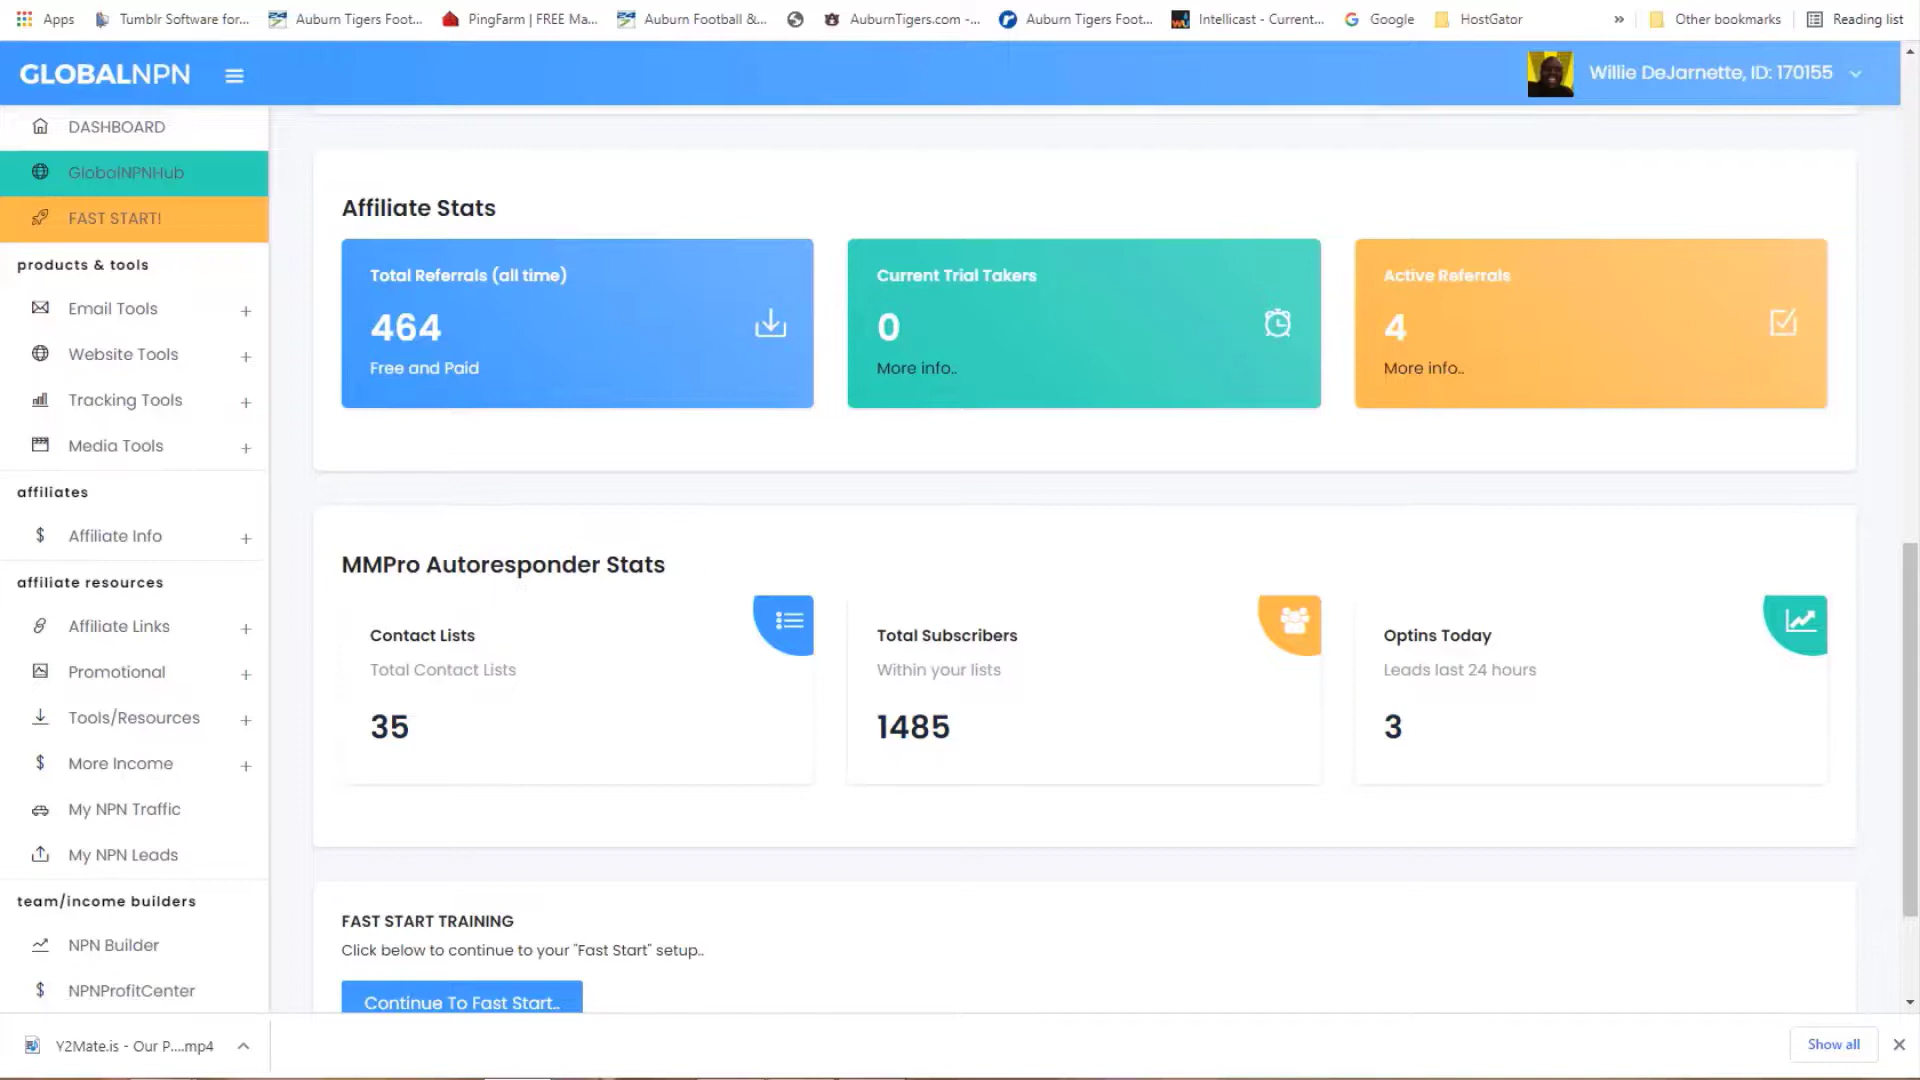 Apps Tumblr Software for... Auburn Tigers Foot... PingFarm | FREE Ma... Auburn Football &... AuburnTigers.com -... Auburn Tigers Foot... Intellicast - Current... Google HostGator » Other bookmarks Reading list
GLOBALNPN Willie DeJarnette, ID: 170155
DASHBOARD
GlobalNPNHub
FAST START!
products & tools
Email Tools +
Website Tools +
Tracking Tools +
Media Tools +
affiliates
$ Affiliate Info +
affiliate resources
Affiliate Links +
Promotional +
Tools/Resources +
$ More Income +
My NPN Traffic
My NPN Leads
team/income builders
NPN Builder
$ NPNProfitCenter
Affiliate Stats
Total Referrals (all time)
464
Free and Paid
Current Trial Takers
0
More info..
Active Referrals
4
More info..
MMPro Autoresponder Stats
Contact Lists
Total Contact Lists
35
Total Subscribers
Within your lists
1485
Optins Today
Leads last 24 hours
3
FAST START TRAINING
Click below to continue to your "Fast Start" setup..
Continue To Fast Start..
Y2Mate.is - Our P....mp4 Show all